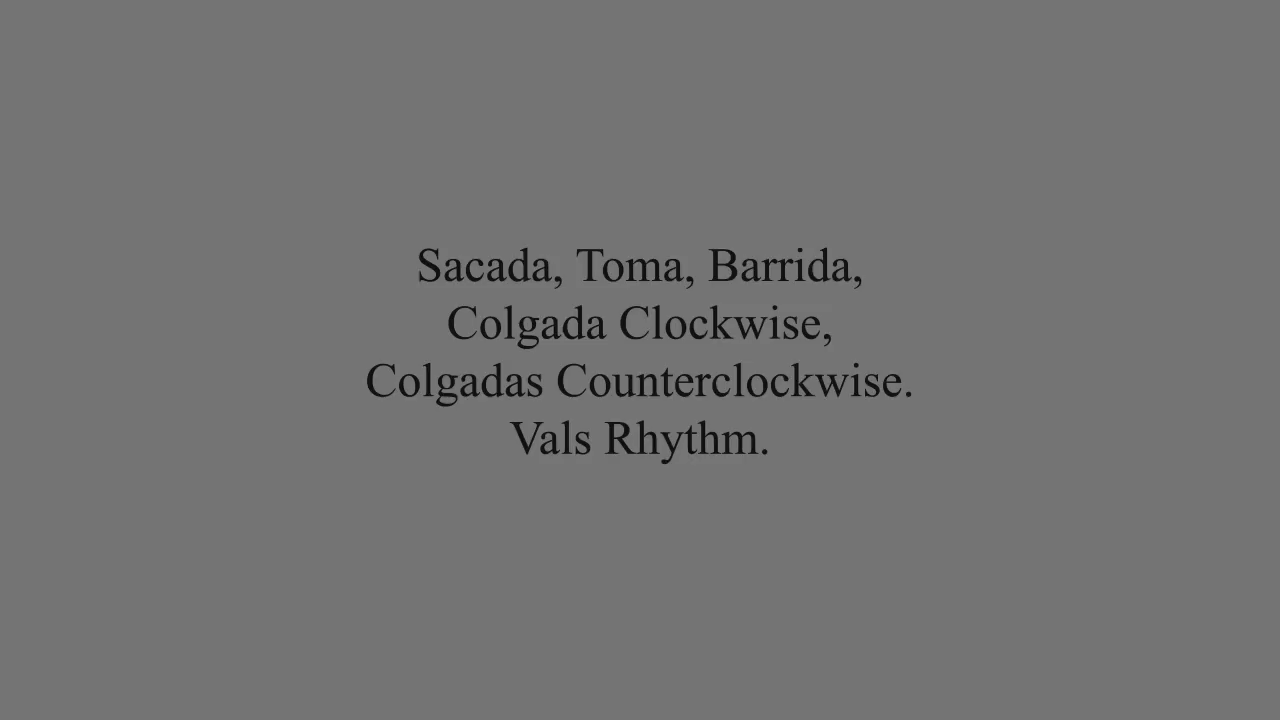 Sacada, Toma, Barrida,
Colgada Clockwise,
Colgadas Counterclockwise.
Vals Rhythm.